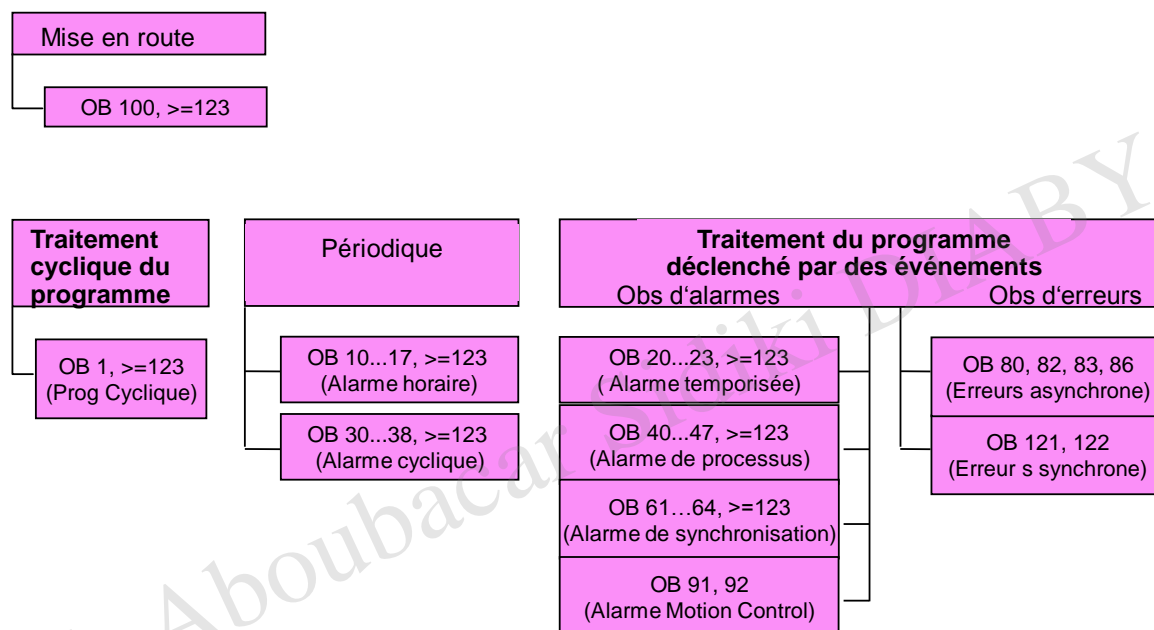 Mise en route
OB 100, >=123
Traitement
cyclique du
programme
OB 1, >=123
(Prog Cyclique)
Périodique
OB 10...17, >=123
(Alarme horaire)
OB 30...38, >=123
(Alarme cyclique)
Traitement du programme
déclenché par des événements
Obs d‘alarmes
Obs d‘erreurs
OB 20...23, >=123
( Alarme temporisée)
OB 40...47, >=123
(Alarme de processus)
OB 61…64, >=123
(Alarme de synchronisation)
OB 91, 92
(Alarme Motion Control)
OB 80, 82, 83, 86
(Erreurs asynchrone)
OB 121, 122
(Erreur s synchrone)
Aboubacar Sidiki DIABY